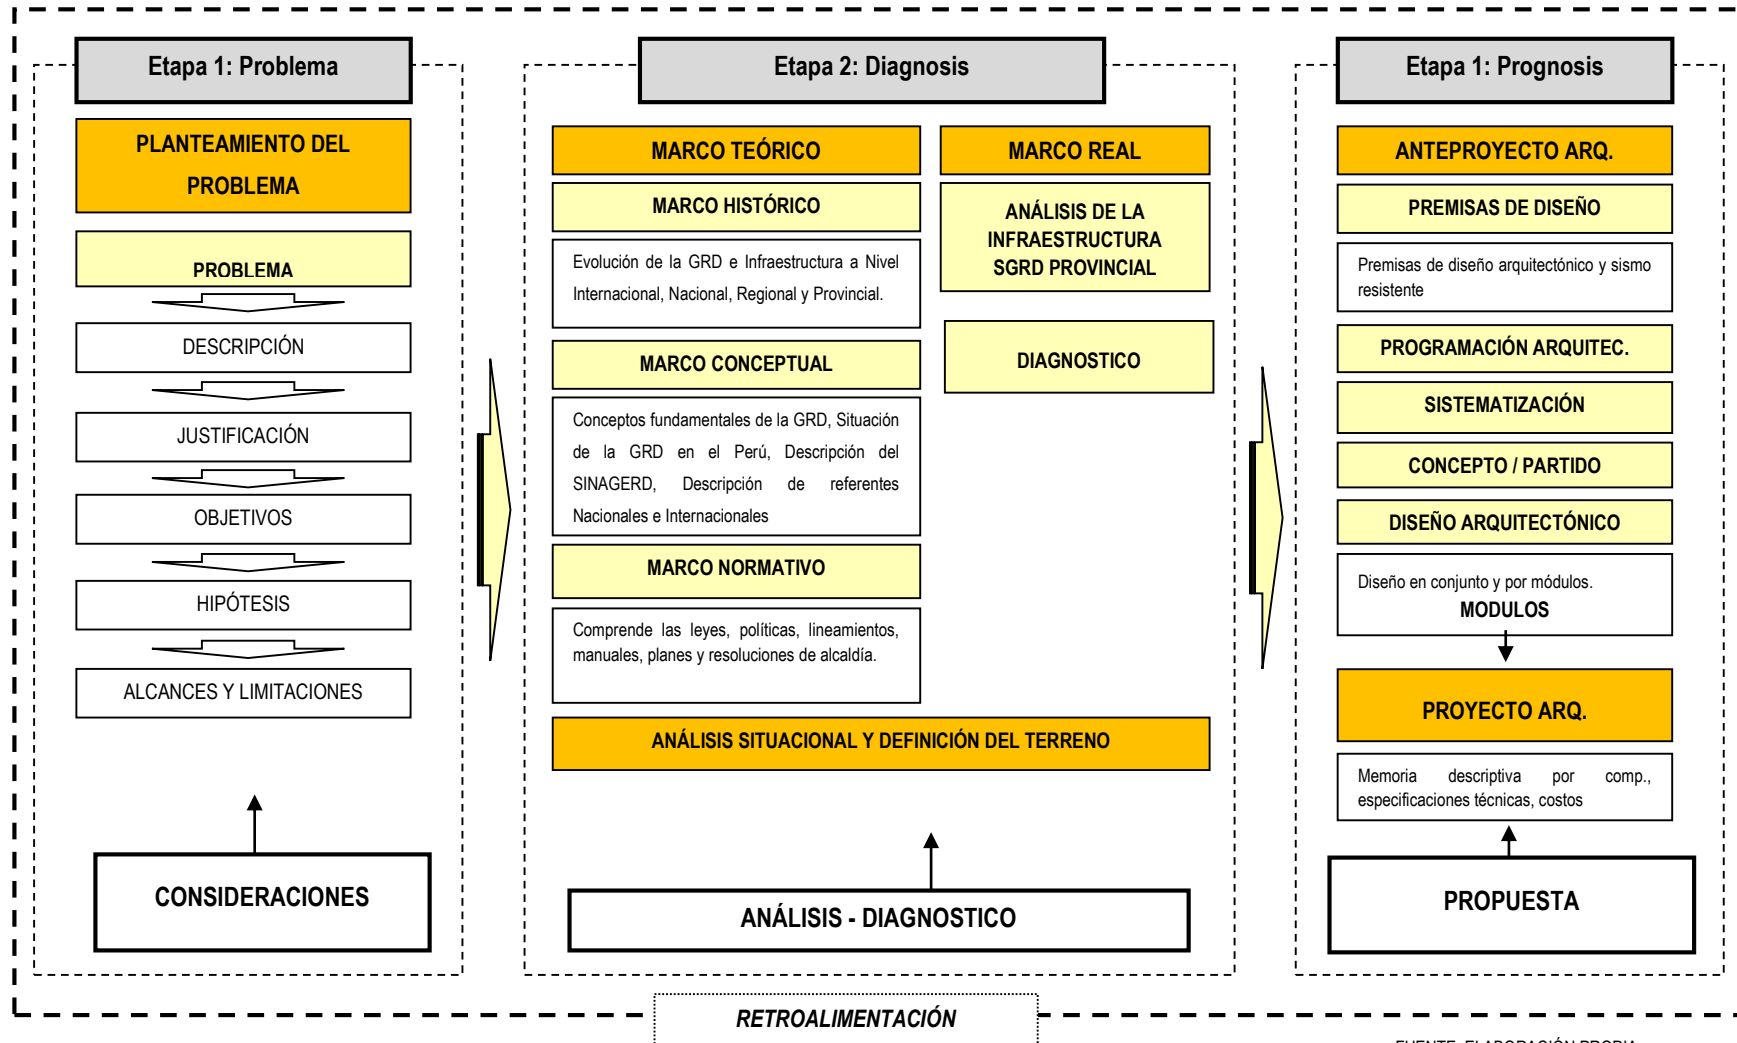 Etapa 1: Problema
PLANTEAMIENTO DEL
PROBLEMA
PROBLEMA
DESCRIPCIÓN
JUSTIFICACIÓN
OBJETIVOS
HIPÓTESIS
ALCANCES Y LIMITACIONES
CONSIDERACIONES
Etapa 2: Diagnosis
MARCO TEÓRICO
MARCO HISTÓRICO
Evolución de la GRD e Infraestructura a Nivel
Internacional, Nacional, Regional y Provincial.
MARCO CONCEPTUAL
Conceptos fundamentales de la GRD, Situación
de la GRD en el Perú, Descripción del
SINAGERD, Descripción de referentes
Nacionales e Internacionales
MARCO NORMATIVO
Comprende las leyes, políticas, lineamientos,
manuales, planes y resoluciones de alcaldía.
MARCO REAL
ANÁLISIS DE LA
INFRAESTRUCTURA
SGRD PROVINCIAL
DIAGNOSTICO
ANÁLISIS SITUACIONAL Y DEFINICIÓN DEL TERRENO
ANÁLISIS - DIAGNOSTICO
Etapa 1: Prognosis
ANTEPROYECTO ARQ.
PREMISAS DE DISEÑO
Premisas de diseño arquitectónico y sismo
resistente
PROGRAMACIÓN ARQUITEC.
SISTEMATIZACIÓN
CONCEPTO / PARTIDO
DISEÑO ARQUITECTÓNICO
Diseño en conjunto y por módulos.
MODULOS
PROYECTO ARQ.
Memoria descriptiva por comp.,
especificaciones técnicas, costos
PROPUESTA
RETROALIMENTACIÓN
FUENTE: ELABORACIÓN PROPIA